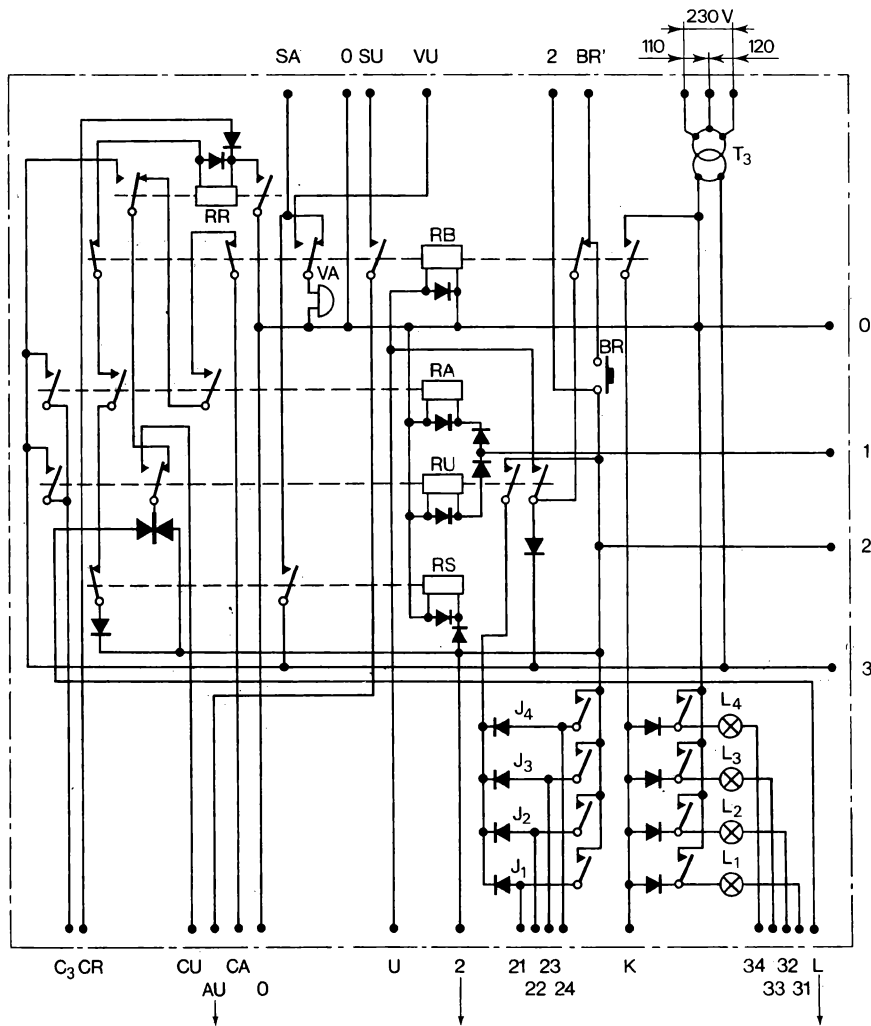 230 V
110 120
SA 0 SU VU 2 BR'
T3
RR
RB
VA
0
BR
RA
1
RU
2
RS
3
J4 L4
J3 L3
J2 L2
J1 L1
C3 CR CU CA U 2 21 23 K 34 32 L
AU 0 22 24 33 31